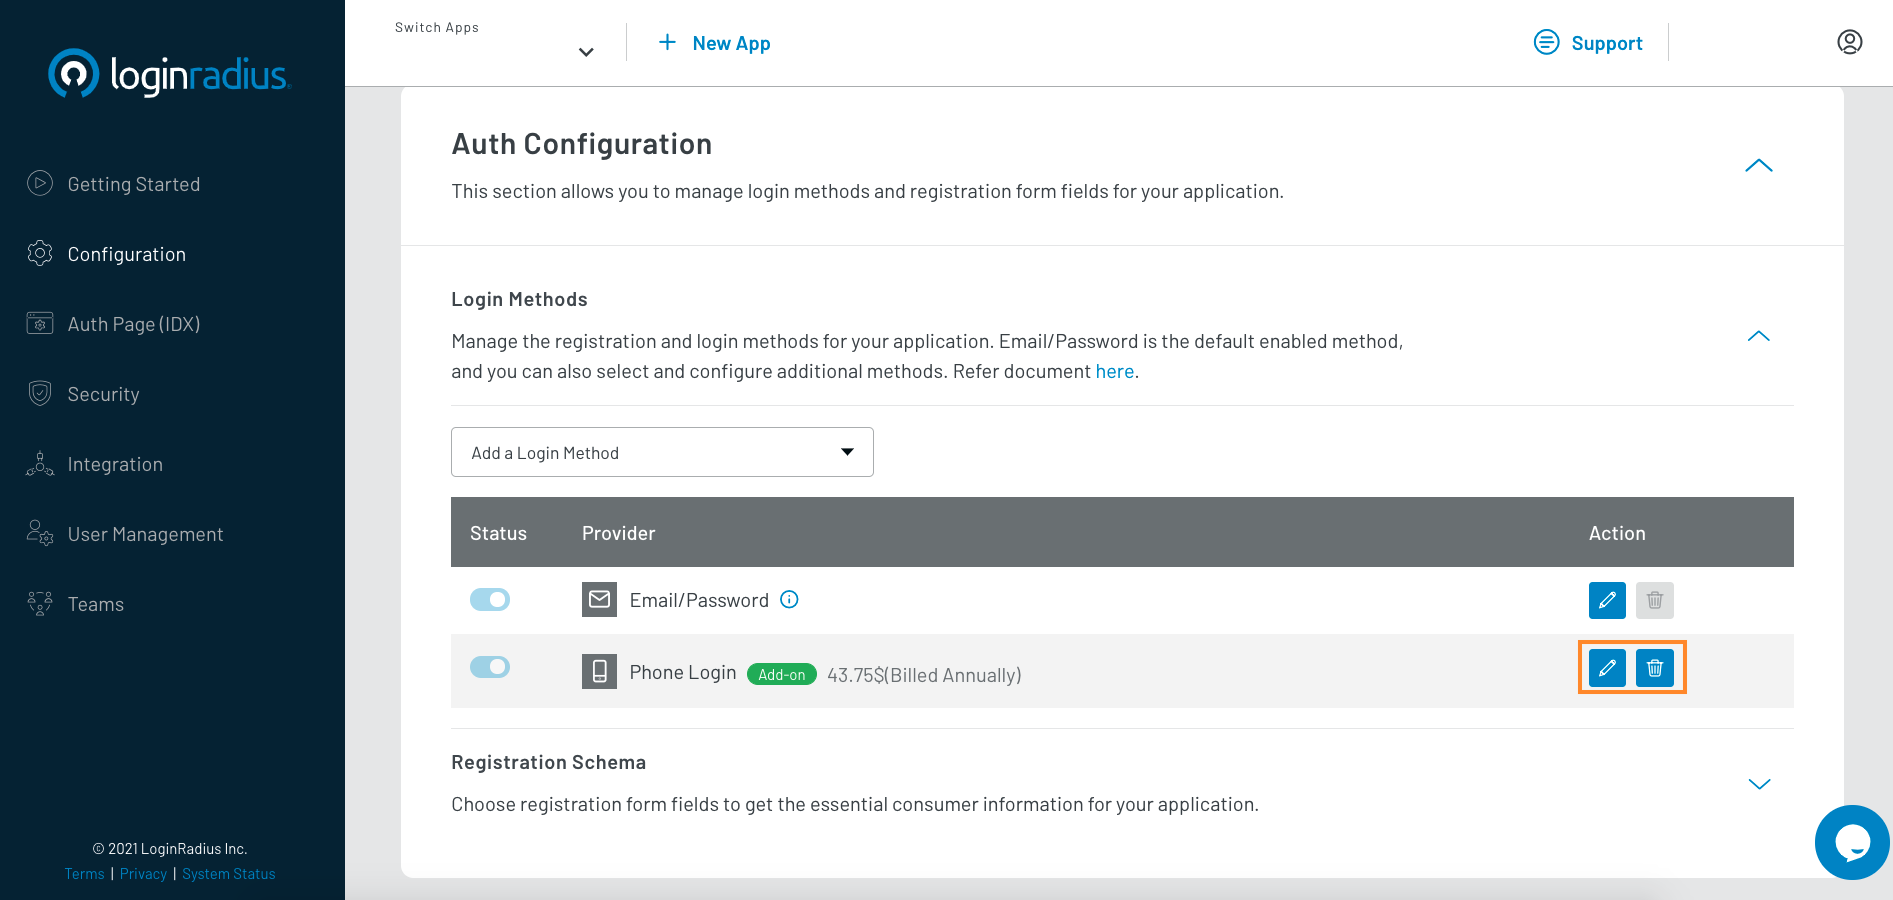 loginradius
Getting Started
Configuration
Auth Page (IDX)
Security
Integration
User Management
Teams
© 2021 LoginRadius Inc.
Terms | Privacy | System Status
Switch Apps
New App
Support
Auth Configuration
This section allows you to manage login methods and registration form fields for your application.
Login Methods
Manage the registration and login methods for your application. Email/Password is the default enabled method,
and you can also select and configure additional methods. Refer document here.
Add a Login Method
Status Provider Action
Email/Password
Phone Login Add-on 43.75$(Billed Annually)
Registration Schema
Choose registration form fields to get the essential consumer information for your application.